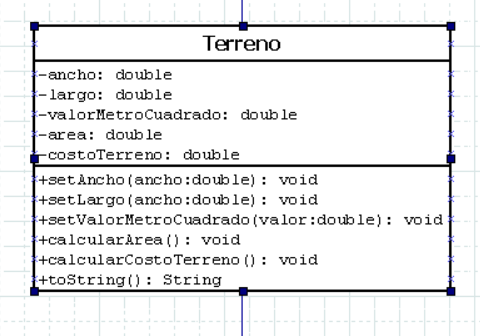 Terreno
-ancho: double
-largo: double
-valorMetroCuadrado: double
-area: double
-costoTerreno: double
+setAncho(ancho:double): void
+setLargo(ancho:double): void
+setValorMetroCuadrado(valor:double): void
+calcularArea(): void
+calcularCostoTerreno(): void
+toString(): String